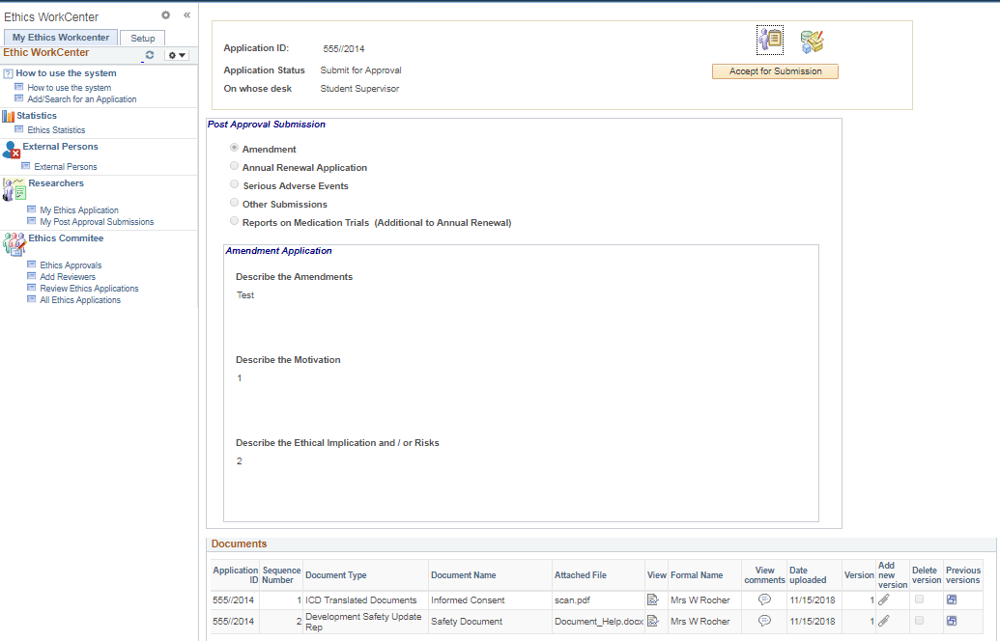 Ethics WorkCenter
My Ethics Workcenter
Setup
Ethic WorkCenter
How to use the system
How to use the system
Add/Search for an Application
Statistics
Ethics Statistics
External Persons
External Persons
Researchers
My Ethics Application
My Post Approval Submissions
Ethics Commitee
Ethics Approvals
Add Reviewers
Review Ethics Applications
All Ethics Applications
Application ID: 555//2014
Application Status Submit for Approval
On whose desk Student Supervisor
Accept for Submission
Post Approval Submission
Amendment
Annual Renewal Application
Serious Adverse Events
Other Submissions
Reports on Medication Trials (Additional to Annual Renewal)
Amendment Application
Describe the Amendments
Test
Describe the Motivation
1
Describe the Ethical Implication and / or Risks
2
Documents
Application ID Sequence Number Document Type Document Name Attached File View Formal Name View comments Date uploaded Version Add new version Delete version Previous versions
555//2014 1 ICD Translated Documents Informed Consent scan.pdf Mrs W Rocher 11/15/2018 1
555//2014 2 Development Safety Update Rep Safety Document Document_Help.docx Mrs W Rocher 11/15/2018 1